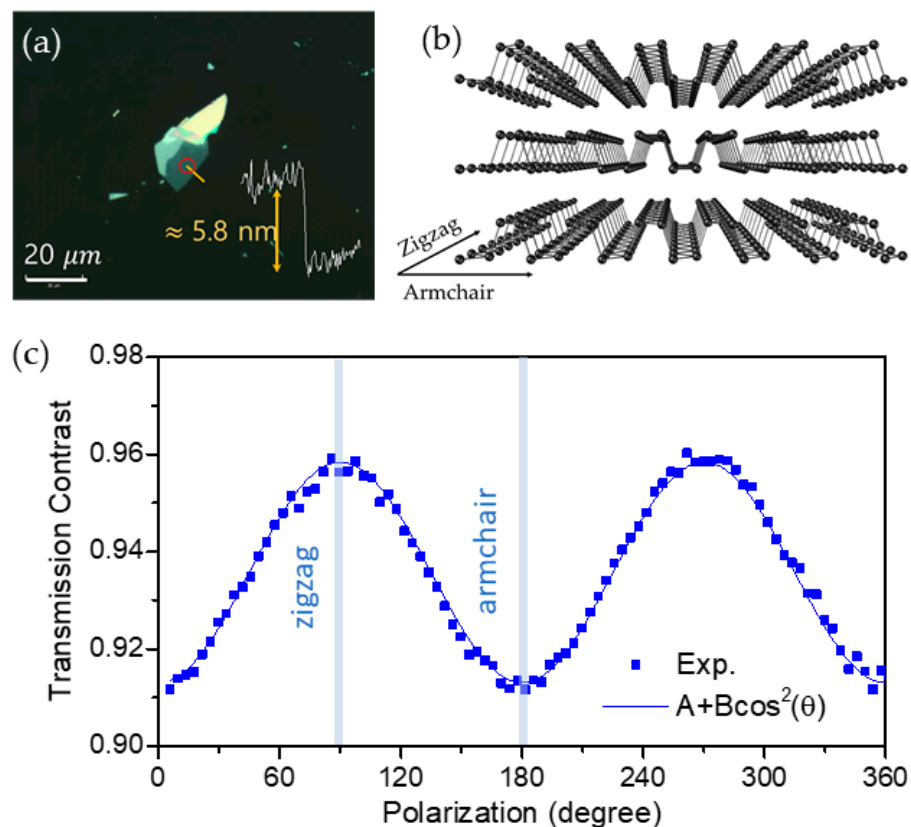 (a)
≈ 5.8 nm
20 μm
(b)
Zigzag
Armchair
(c)
Transmission Contrast
0.98
0.96
0.94
0.92
0.90
zigzag
armchair
Exp.
A+Bcos²(θ)
0 60 120 180 240 300 360
Polarization (degree)